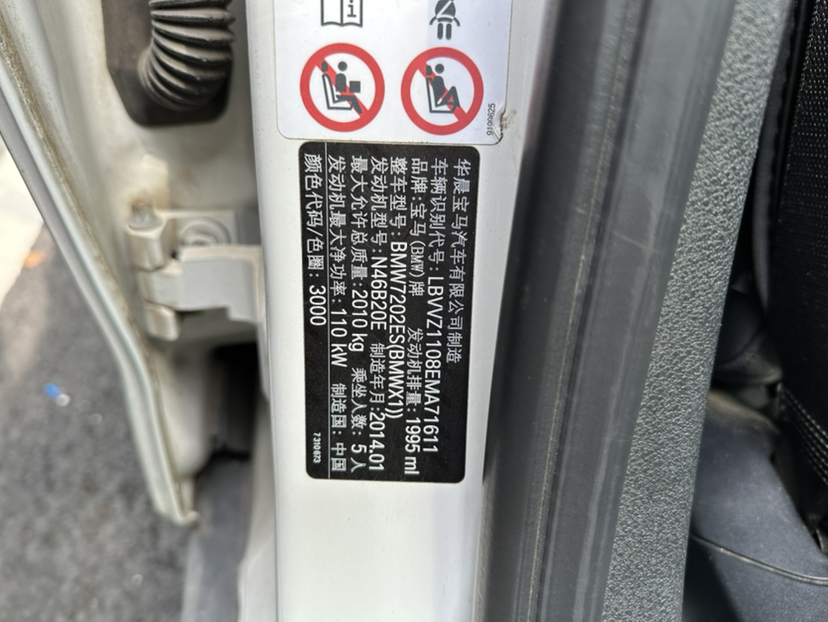 华晨宝马汽车有限公司制造
车辆识别代号: LBVVZ1108EMA71611
品牌:宝马(BMW)牌 发动机排量: 1995 ml
整车型号: BMW7202ES(BMWX1))
发动机型号: N46B20E 制造年月:2014.01
最大允许总质量:2010 kg 乘坐人数: 5 人
发动机最大净功率: 110 kW 制造国: 中国
颜色代码/色圈: 3000
7310673